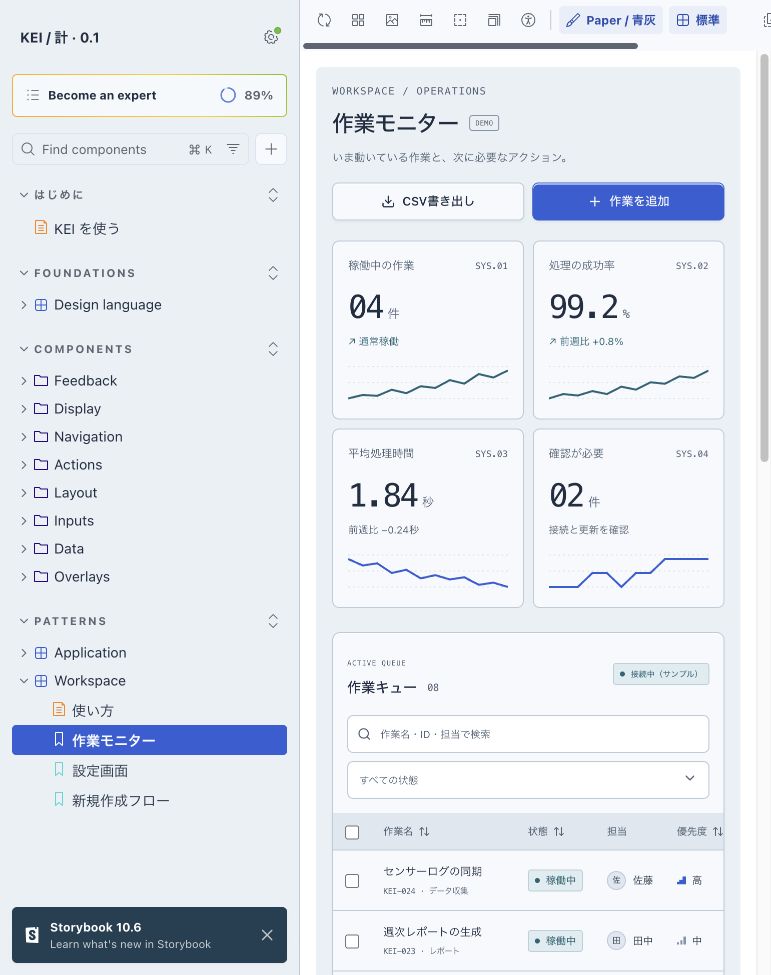 KEI / 計 · 0.1
Become an expert
89%
Find components
⌘ K
はじめに
KEI を使う
FOUNDATIONS
Design language
COMPONENTS
Feedback
Display
Navigation
Actions
Layout
Inputs
Data
Overlays
PATTERNS
Application
Workspace
使い方
作業モニター
設定画面
新規作成フロー
Storybook 10.6
Learn what's new in Storybook
Paper / 青灰
標準
WORKSPACE / OPERATIONS
作業モニター DEMO
いま動いている作業と、次に必要なアクション。
CSV書き出し
作業を追加
稼働中の作業 SYS.01
04 件
↗ 通常稼働
処理の成功率 SYS.02
99.2 %
↗ 前週比 +0.8%
平均処理時間 SYS.03
1.84 秒
前週比 −0.24秒
確認が必要 SYS.04
02 件
接続と更新を確認
ACTIVE QUEUE
作業キュー 08
接続中（サンプル）
作業名・ID・担当で検索
すべての状態
作業名 状態 担当 優先度
センサーログの同期
KEI-024 · データ収集
稼働中
佐 佐藤
高
週次レポートの生成
KEI-023 · レポート
稼働中
田 田中
中